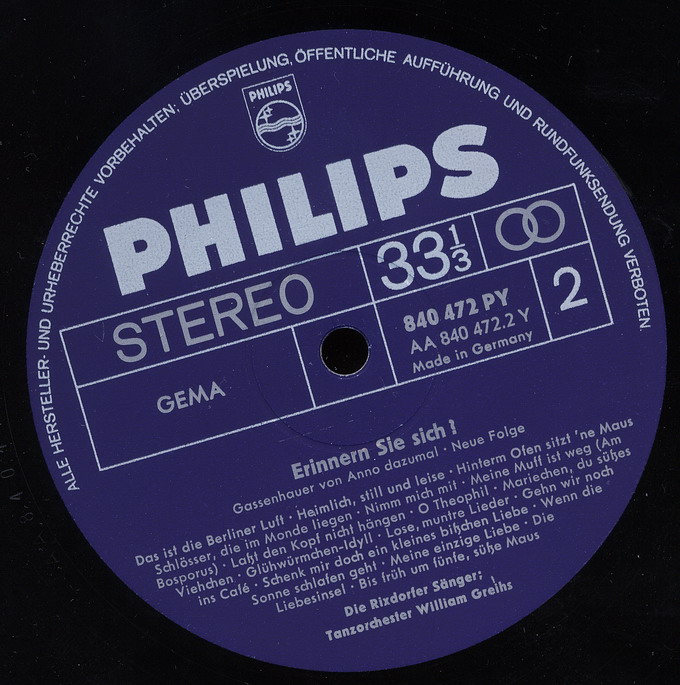 ALLE HERSTELLER- UND URHEBERRECHTE VORBEHALTEN: ÜBERSPIELUNG, ÖFFENTLICHE AUFFÜHRUNG UND RUNDFUNKSENDUNG VERBOTEN
PHILIPS
PHILIPS
STEREO
33 1/3
GEMA
840 472 PY
AA 840 472.2 Y
Made in Germany
2
Erinnern Sie sich?
Gassenhauer von Anno dazumal · Neue Folge
Das ist die Berliner Luft · Heimlich, still und leise · Hinterm Ofen sitzt 'ne Maus
Schlösser, die im Monde liegen · Nimm mich mit · Meine Muff ist weg (Am
Bosporus) · Laßt den Kopf nicht hängen · O Theophil · Mariechen, du süßes
Viehchen · Glühwürmchen-Idyll · Lose, muntre Lieder · Gehn wir noch
ins Café · Schenk mir doch ein kleines bißchen Liebe · Wenn die
Sonne schlafen geht · Meine einzige Liebe · Die
Liebesinsel · Bis früh um fünfe, süße Maus
Die Rixdorfer Sänger;
Tanzorchester William Greihs